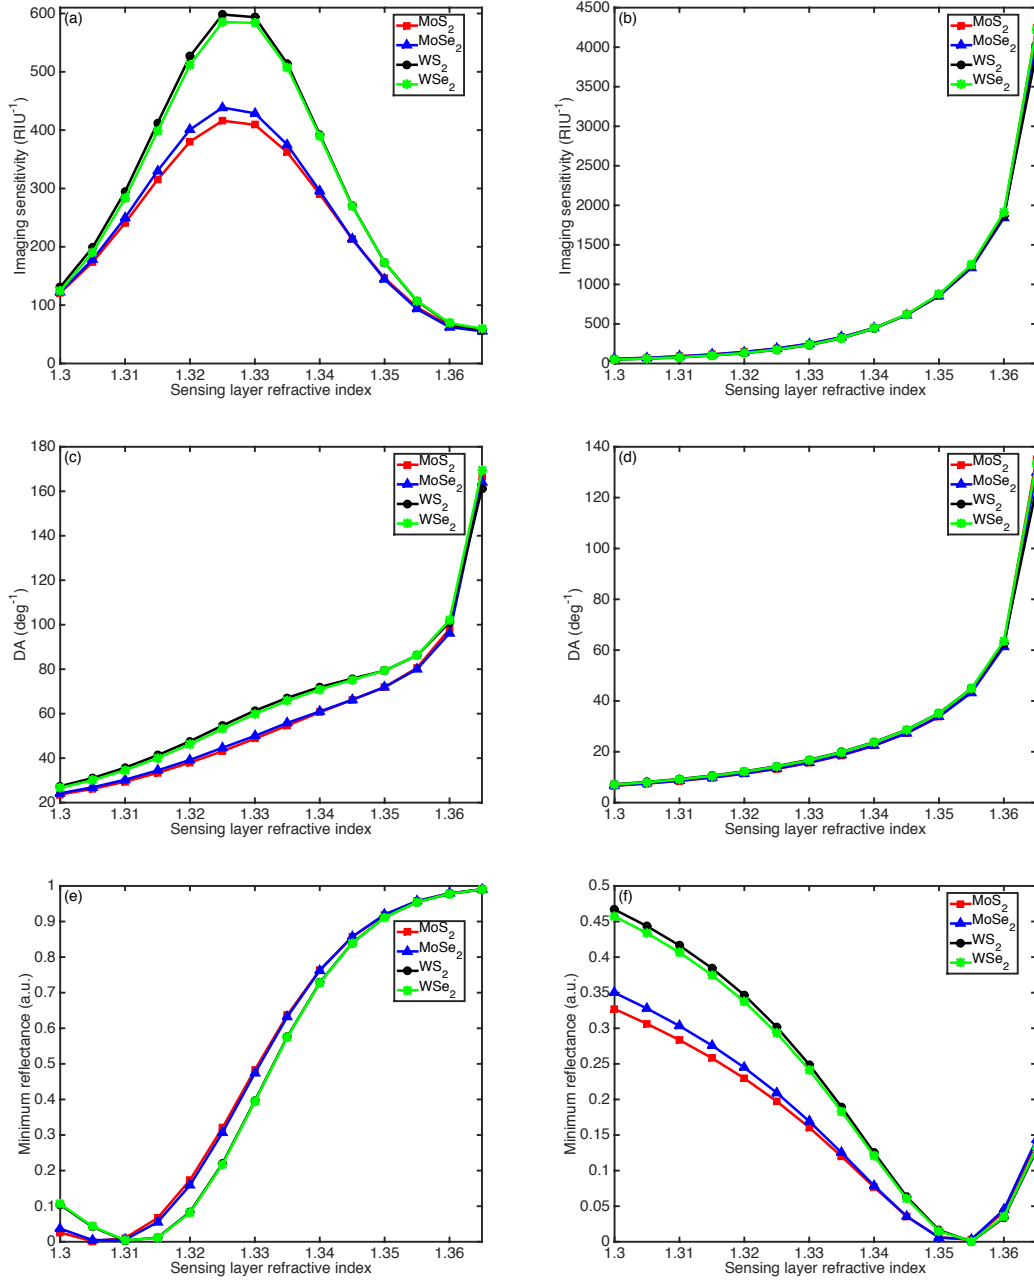 (a)
MoS2
MoSe2
WS2
WSe2
600
500
400
300
200
100
0
Imaging sensitivity (RIU-1)
1.3 1.31 1.32 1.33 1.34 1.35 1.36
Sensing layer refractive index
(b)
MoS2
MoSe2
WS2
WSe2
4500
4000
3500
3000
2500
2000
1500
1000
500
0
Imaging sensitivity (RIU-1)
1.3 1.31 1.32 1.33 1.34 1.35 1.36
Sensing layer refractive index
(c)
MoS2
MoSe2
WS2
WSe2
180
160
140
120
100
80
60
40
20
DA (deg-1)
1.3 1.31 1.32 1.33 1.34 1.35 1.36
Sensing layer refractive index
(d)
MoS2
MoSe2
WS2
WSe2
140
120
100
80
60
40
20
0
DA (deg-1)
1.3 1.31 1.32 1.33 1.34 1.35 1.36
Sensing layer refractive index
(e)
MoS2
MoSe2
WS2
WSe2
1
0.9
0.8
0.7
0.6
0.5
0.4
0.3
0.2
0.1
0
Minimum reflectance (a.u.)
1.3 1.31 1.32 1.33 1.34 1.35 1.36
Sensing layer refractive index
(f)
MoS2
MoSe2
WS2
WSe2
0.5
0.45
0.4
0.35
0.3
0.25
0.2
0.15
0.1
0.05
0
Minimum reflectance (a.u.)
1.3 1.31 1.32 1.33 1.34 1.35 1.36
Sensing layer refractive index